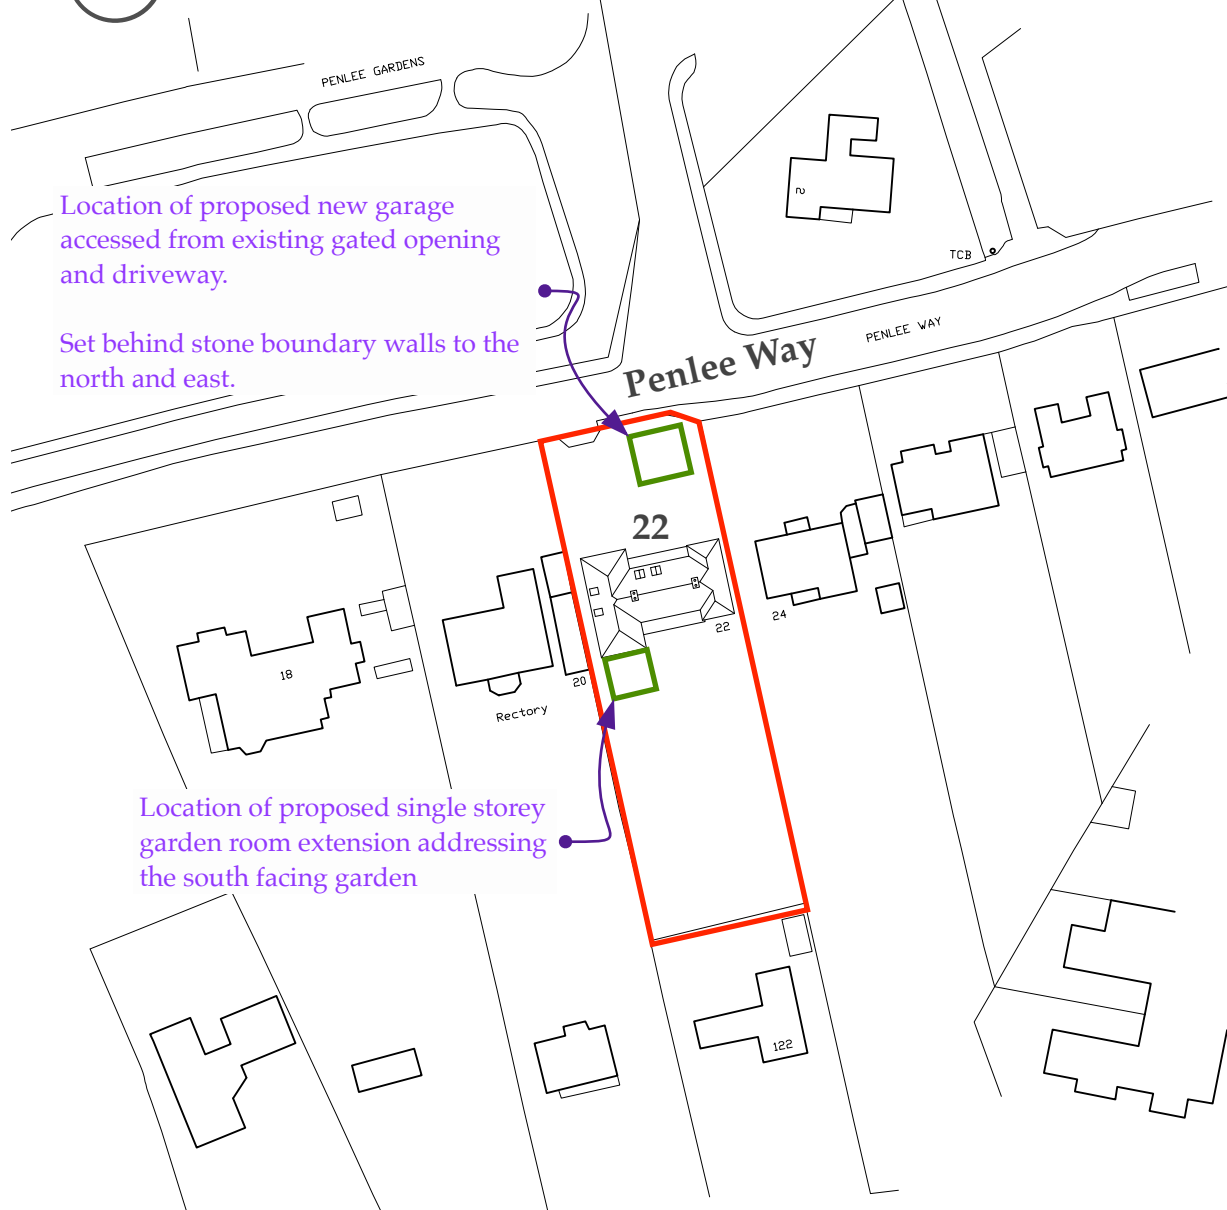 PENLEE GARDENS
Location of proposed new garage
accessed from existing gated opening
and driveway.
Set behind stone boundary walls to the
north and east.
2
TCB
PENLEE WAY
Penlee Way
22
22
24
18
20
Rectory
Location of proposed single storey
garden room extension addressing
the south facing garden
122